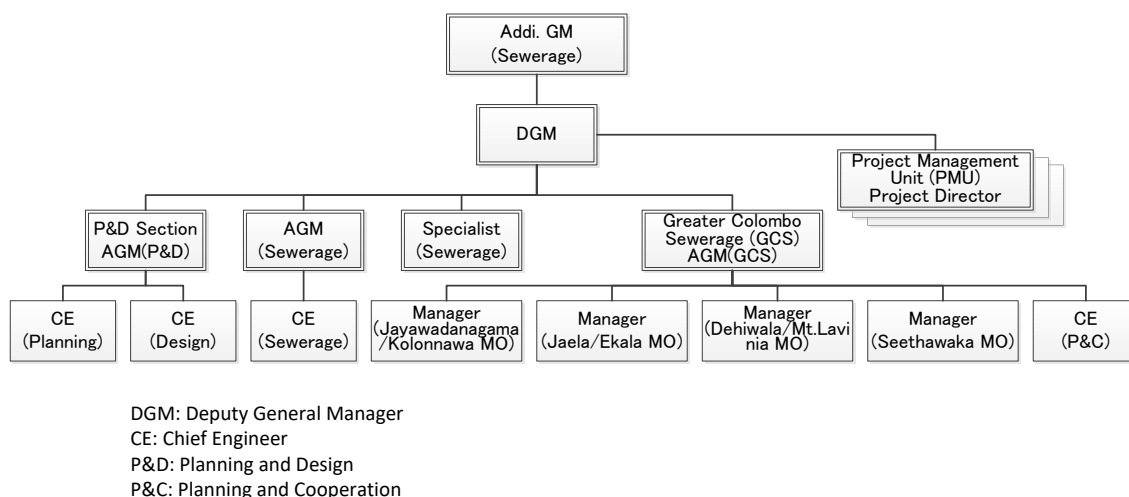 Addi. GM
(Sewerage)
DGM
Project Management
Unit (PMU)
Project Director
P&D Section
AGM(P&D)
AGM
(Sewerage)
Specialist
(Sewerage)
Greater Colombo
Sewerage (GCS)
AGM(GCS)
CE
(Planning)
CE
(Design)
CE
(Sewerage)
Manager
(Jayawadanagama
/Kolonnawa MO)
Manager
(Jaela/Ekala MO)
Manager
(Dehiwala/Mt.Lavi
nia MO)
Manager
(Seethawaka MO)
CE
(P&C)
DGM: Deputy General Manager
CE: Chief Engineer
P&D: Planning and Design
P&C: Planning and Cooperation